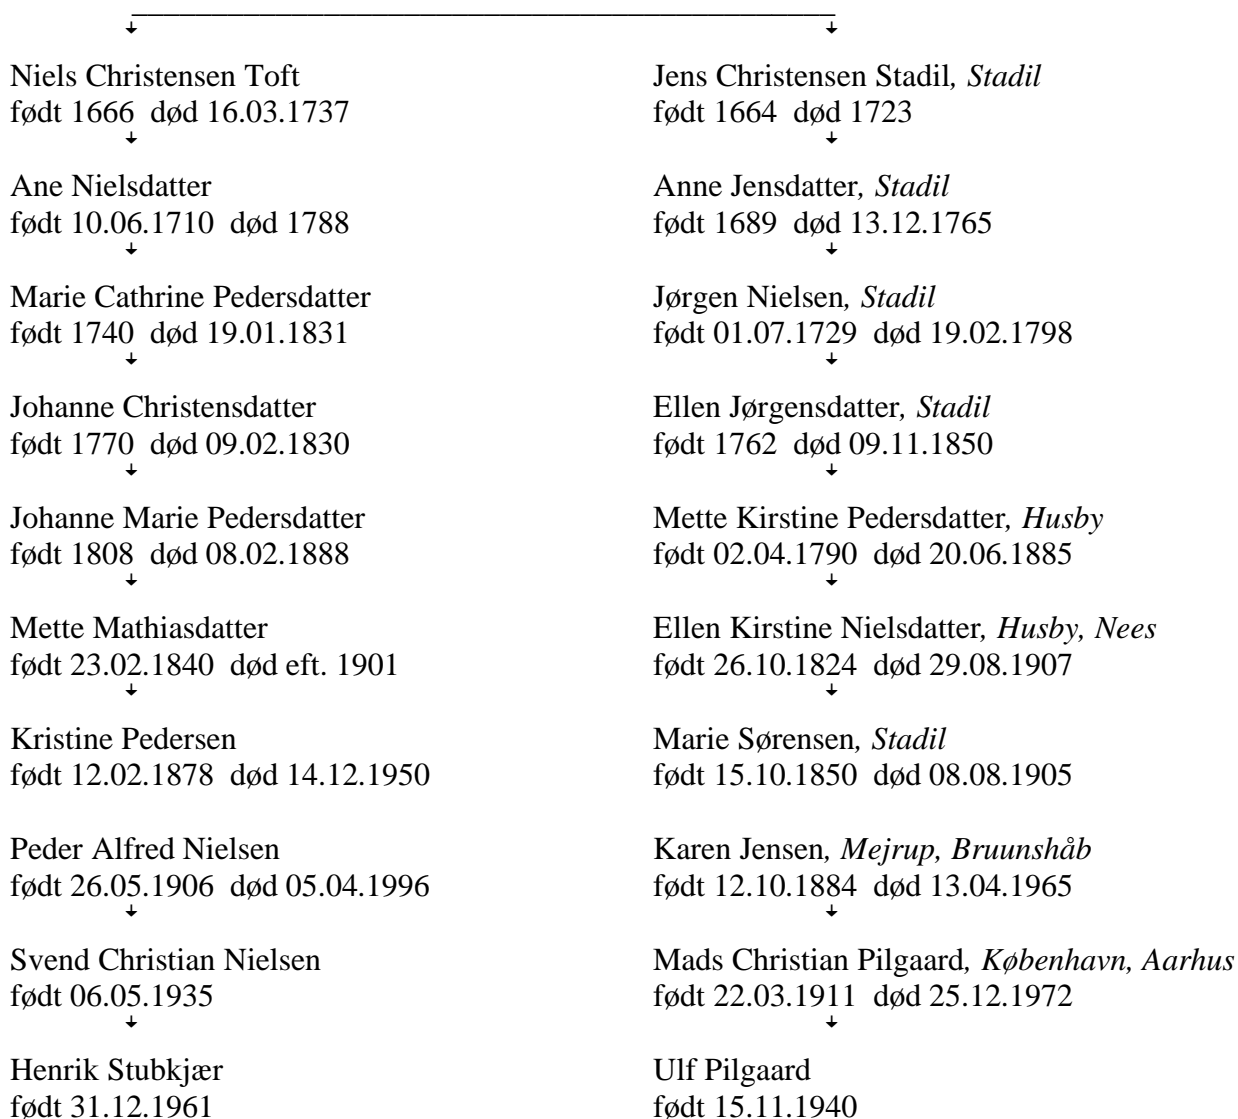 Niels Christensen Toft
født 1666 død 16.03.1737
Ane Nielsdatter
født 10.06.1710 død 1788
Marie Cathrine Pedersdatter
født 1740 død 19.01.1831
Johanne Christensdatter
født 1770 død 09.02.1830
Johanne Marie Pedersdatter
født 1808 død 08.02.1888
Mette Mathiasdatter
født 23.02.1840 død eft. 1901
Kristine Pedersen
født 12.02.1878 død 14.12.1950
Peder Alfred Nielsen
født 26.05.1906 død 05.04.1996
Svend Christian Nielsen
født 06.05.1935
Henrik Stubkjær
født 31.12.1961
Jens Christensen Stadil, Stadil
født 1664 død 1723
Anne Jensdatter, Stadil
født 1689 død 13.12.1765
Jørgen Nielsen, Stadil
født 01.07.1729 død 19.02.1798
Ellen Jørgensdatter, Stadil
født 1762 død 09.11.1850
Mette Kirstine Pedersdatter, Husby
født 02.04.1790 død 20.06.1885
Ellen Kirstine Nielsdatter, Husby, Nees
født 26.10.1824 død 29.08.1907
Marie Sørensen, Stadil
født 15.10.1850 død 08.08.1905
Karen Jensen, Mejrup, Bruunshåb
født 12.10.1884 død 13.04.1965
Mads Christian Pilgaard, København, Aarhus
født 22.03.1911 død 25.12.1972
Ulf Pilgaard
født 15.11.1940